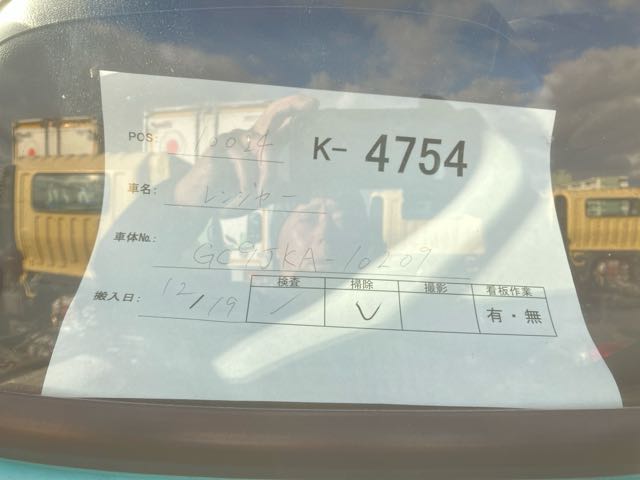 POS: 10014
K- 4754
車名: レンジャー
車体No: GC9JKA-10209
搬入日: 12/19
検査 掃除 撮影 看板作業
有・無